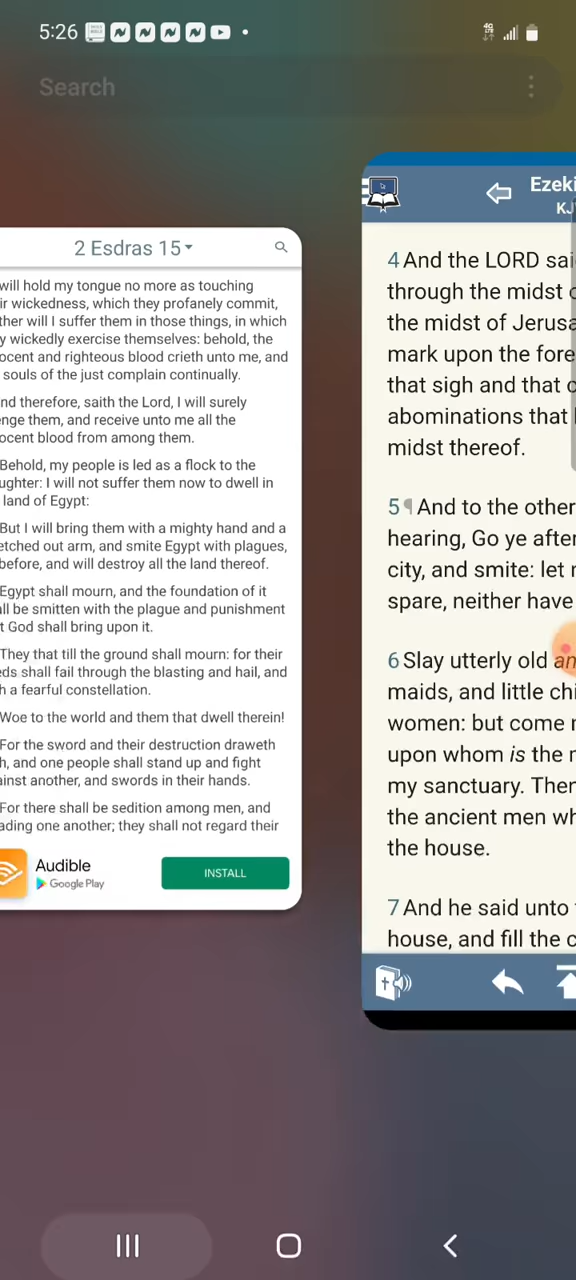 5:26
4G
Search
2 Esdras 15
will hold my tongue no more as touching
ir wickedness, which they profanely commit,
ther will I suffer them in those things, in which
y wickedly exercise themselves: behold, the
ocent and righteous blood crieth unto me, and
souls of the just complain continually.
nd therefore, saith the Lord, I will surely
enge them, and receive unto me all the
ocent blood from among them.
Behold, my people is led as a flock to the
ughter: I will not suffer them now to dwell in
land of Egypt:
But I will bring them with a mighty hand and a
etched out arm, and smite Egypt with plagues,
before, and will destroy all the land thereof.
Egypt shall mourn, and the foundation of it
ll be smitten with the plague and punishment
t God shall bring upon it.
They that till the ground shall mourn: for their
eds shall fail through the blasting and hail, and
h a fearful constellation.
Woe to the world and them that dwell therein!
For the sword and their destruction draweth
h, and one people shall stand up and fight
ainst another, and swords in their hands.
For there shall be sedition among men, and
ading one another; they shall not regard their
Audible
Google Play
INSTALL
Ezeki
KJV
4 And the LORD sai
through the midst o
the midst of Jerusa
mark upon the fore
that sigh and that c
abominations that
midst thereof.
5 ¶ And to the other
hearing, Go ye after
city, and smite: let
spare, neither have
6 Slay utterly old an
maids, and little chi
women: but come n
upon whom is the m
my sanctuary. Then
the ancient men wh
the house.
7 And he said unto
house, and fill the c